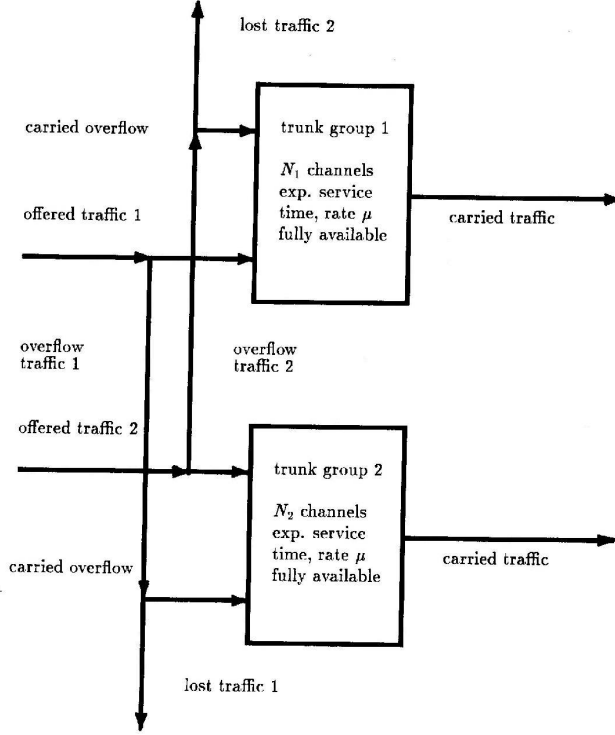 lost traffic 2
carried overflow
trunk group 1
N₁ channels
exp. service
time, rate μ
fully available
offered traffic 1
carried traffic
overflow
traffic 1
overflow
traffic 2
offered traffic 2
trunk group 2
N₂ channels
exp. service
time, rate μ
fully available
carried overflow
carried traffic
lost traffic 1